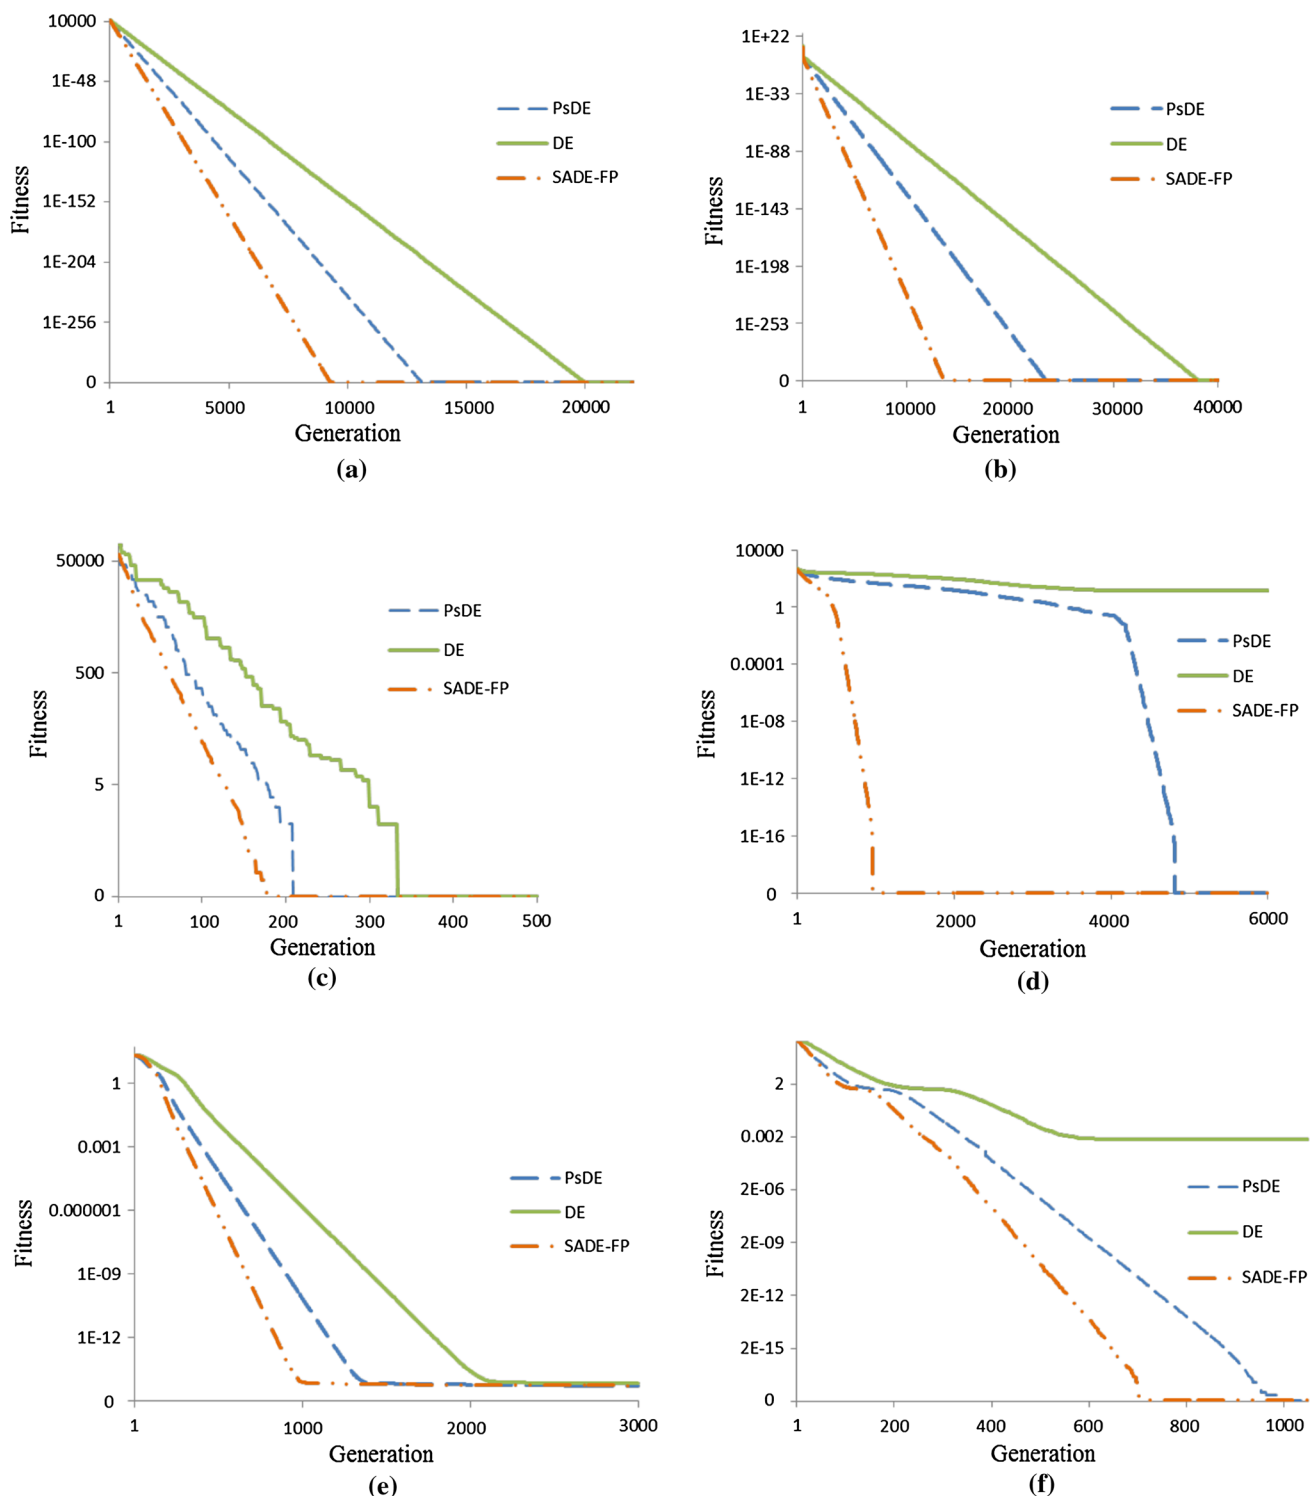 10000
1E-48
1E-100
1E-152
1E-204
1E-256
0
Fitness
1 5000 10000 15000 20000
Generation
PsDE
DE
SADE-FP
(a)
1E+22
1E-33
1E-88
1E-143
1E-198
1E-253
0
Fitness
1 10000 20000 30000 40000
Generation
PsDE
DE
SADE-FP
(b)
50000
500
5
0
Fitness
1 100 200 300 400 500
Generation
PsDE
DE
SADE-FP
(c)
10000
1
0.0001
1E-08
1E-12
1E-16
0
Fitness
1 2000 4000 6000
Generation
PsDE
DE
SADE-FP
(d)
1
0.001
0.000001
1E-09
1E-12
0
Fitness
1 1000 2000 3000
Generation
PsDE
DE
SADE-FP
(e)
2
0.002
2E-06
2E-09
2E-12
2E-15
0
Fitness
1 200 400 600 800 1000
Generation
PsDE
DE
SADE-FP
(f)